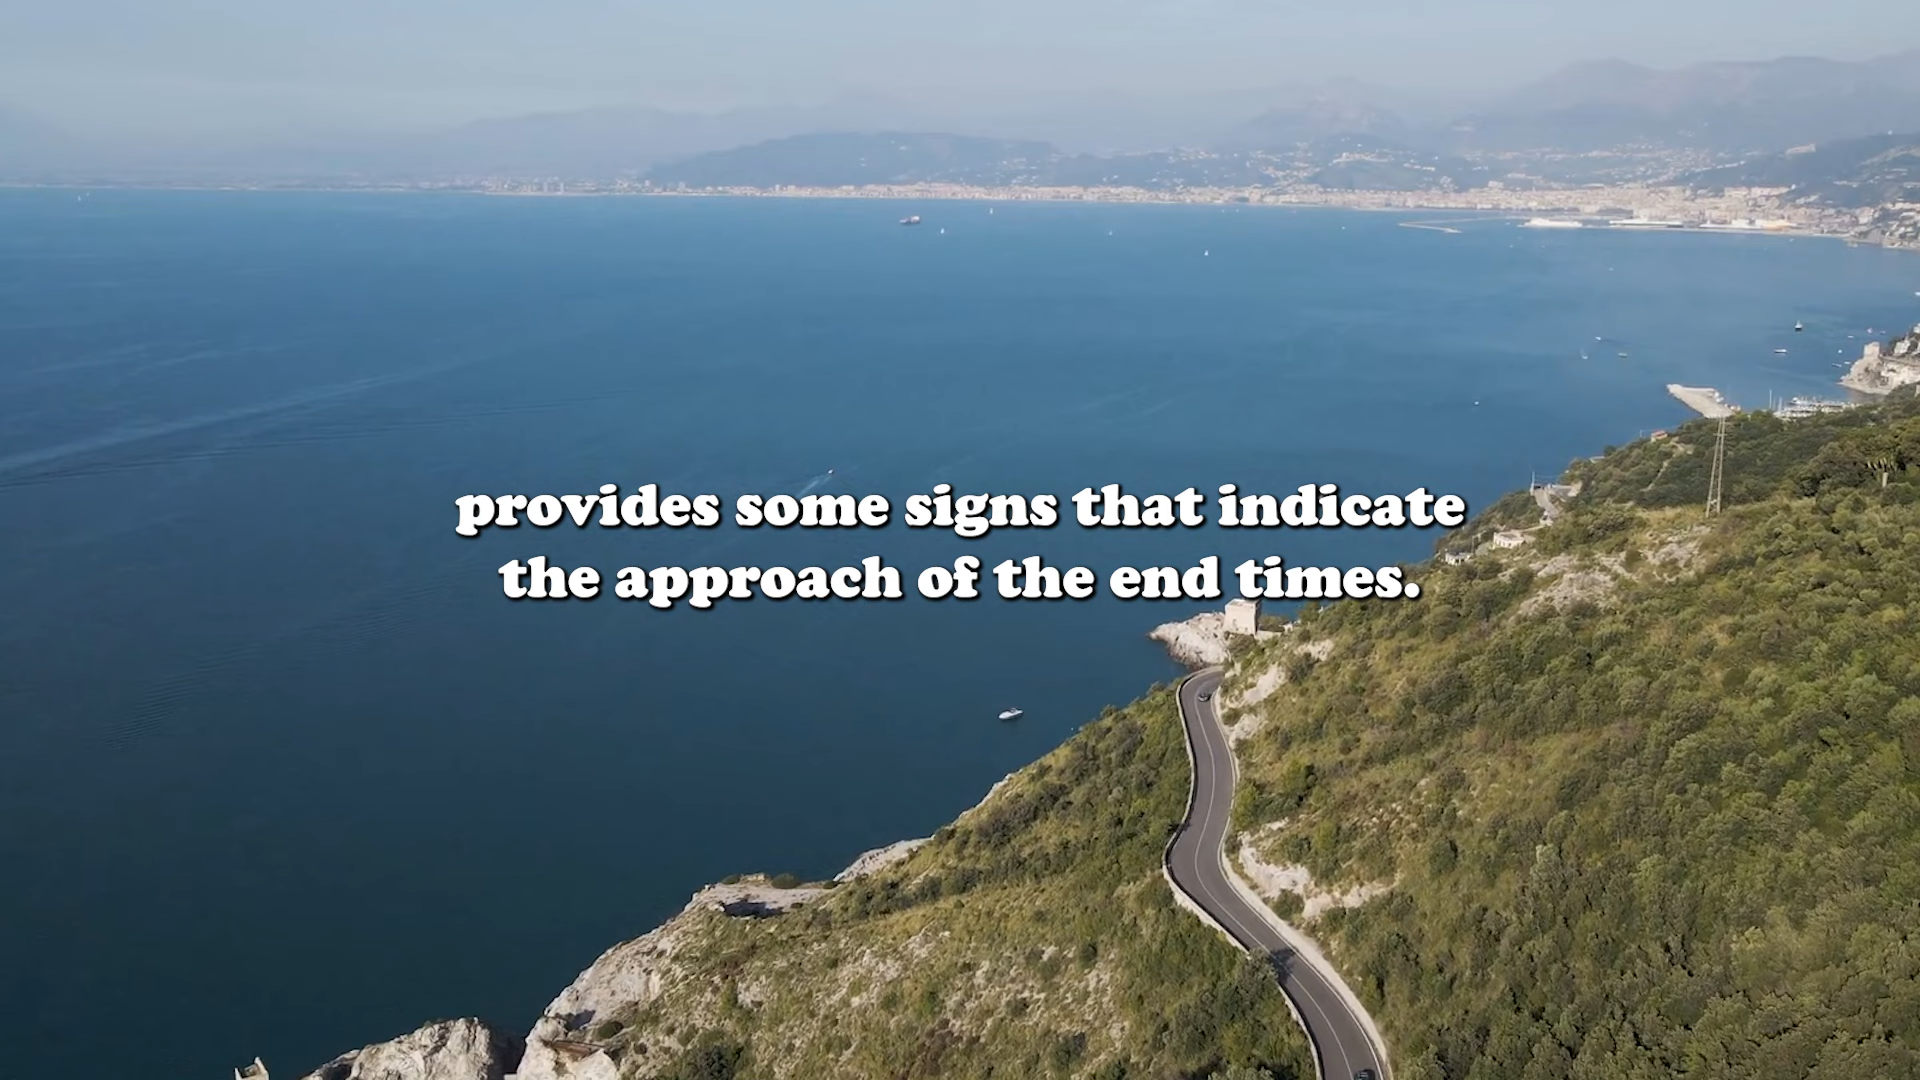 provides some signs that indicate
the approach of the end times.